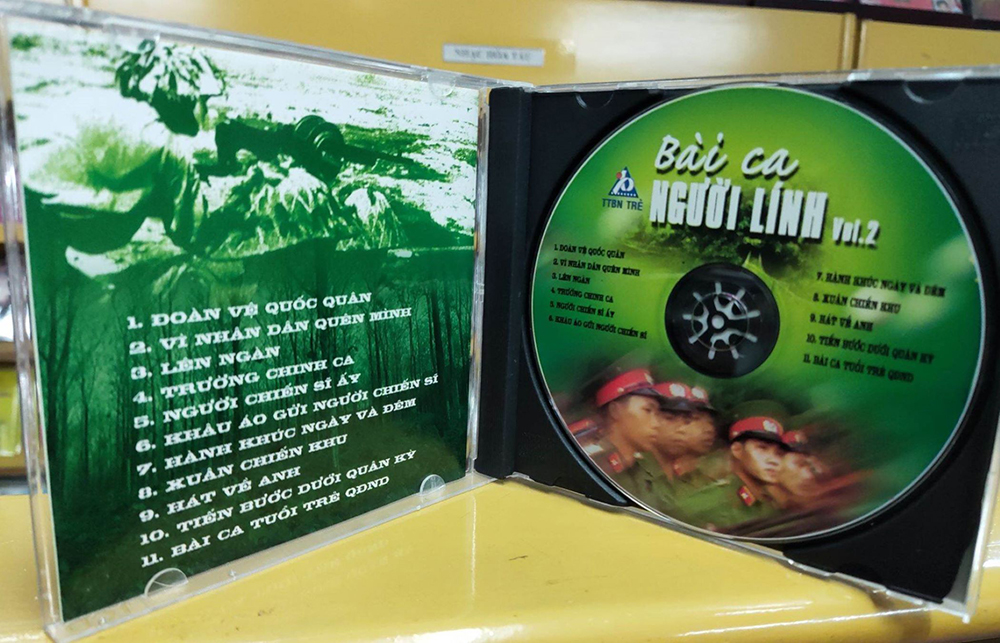 NHẠC HÒA TẤU
1. ĐOÀN VỆ QUỐC QUÂN
2. VÌ NHÂN DÂN QUÊN MÌNH
3. LÊN NGÀN
4. TRƯỜNG CHINH CA
5. NGƯỜI CHIẾN SĨ ẤY
6. KHÂU ÁO GỬI NGƯỜI CHIẾN SĨ
7. HÀNH KHÚC NGÀY VÀ ĐÊM
8. XUÂN CHIẾN KHU
9. HÁT VỀ ANH
10. TIẾN BƯỚC DƯỚI QUÂN KỲ
11. BÀI CA TUỔI TRẺ QĐND
Bài ca
NGƯỜI LÍNH Vol.2
TTBN TRẺ
1. ĐOÀN VỆ QUỐC QUÂN
2. VÌ NHÂN DÂN QUÊN MÌNH
3. LÊN NGÀN
4. TRƯỜNG CHINH CA
5. NGƯỜI CHIẾN SĨ ẤY
6. KHÂU ÁO GỬI NGƯỜI CHIẾN SĨ
7. HÀNH KHÚC NGÀY VÀ ĐÊM
8. XUÂN CHIẾN KHU
9. HÁT VỀ ANH
10. TIẾN BƯỚC DƯỚI QUÂN KỲ
11. BÀI CA TUỔI TRẺ QĐND